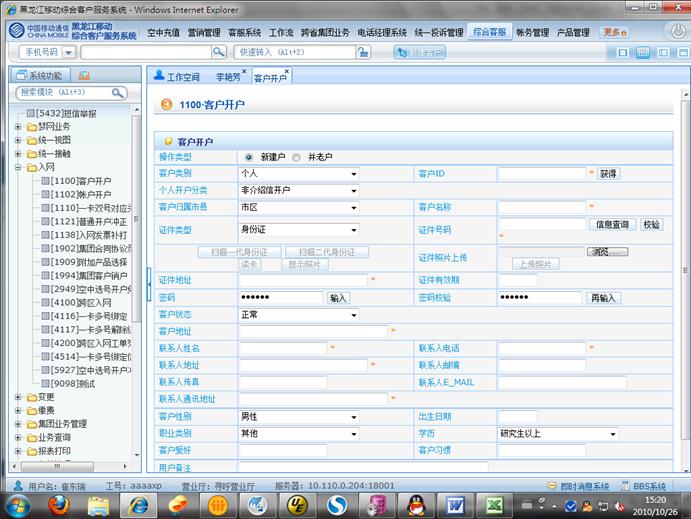 黑龙江移动综合客户服务系统 - Windows Internet Explorer
中国移动通信 CHINA MOBILE 黑龙江移动 综合客户服务系统 空中充值 营销管理 客服系统 工作流 跨省集团业务 电话经理系统 统一投诉管理 综合客服 帐务管理 产品管理 更多
手机号码 快速转入 (Alt+2) 新建客户
系统功能 工作空间 李艳芳 客户开户
搜索模块 (Alt+3)
1100·客户开户
[5432]短信举报
梦网业务
统一视图
统一接触
入网
[1100]客户开户
[1102]帐户开户
[1110]一卡双号对应关
[1121]普通开户冲正
[1138]入网发票补打
[1902]集团合同协议录
[1909]附加产品选择
[1994]集团客户销户
[2949]空中选号开户
[4100]跨区入网
[4116]一卡多号绑定
[4117]一卡多号解除
[4200]跨区入网工单
[4514]一卡多号绑定
[5927]空中选号开户
[9098]测试
变更
缴费
集团业务管理
业务查询
报表打印
客户开户
操作类型 新建户 并老户
客户类别 个人 客户ID * 获得
个人开户分类 非介绍信开户
客户归属市县 市区 客户名称 *
证件类型 身份证 证件号码 信息查询 校验 *
扫描一代身份证 扫描二代身份证 读卡 显示照片 证件照片上传 浏览... 上传照片
证件地址 * 证件有效期
密码 ●●●●●● 输入 密码校验 ●●●●●● 再输入
客户状态 正常
客户地址 *
联系人姓名 * 联系人电话 *
联系人地址 * 联系人邮编
联系人传真 联系人E_MAIL
联系人通讯地址 *
客户性别 男性 出生日期
职业类别 其他 学历 研究生以上
客户爱好 客户习惯
用户备注
用户名: 崔东瑞 工号: aaaaxp 营业厅: 寻呼营业厅 服务器: 10.110.0.204:18001 即时消息系统 BBS系统
15:20
2010/10/26